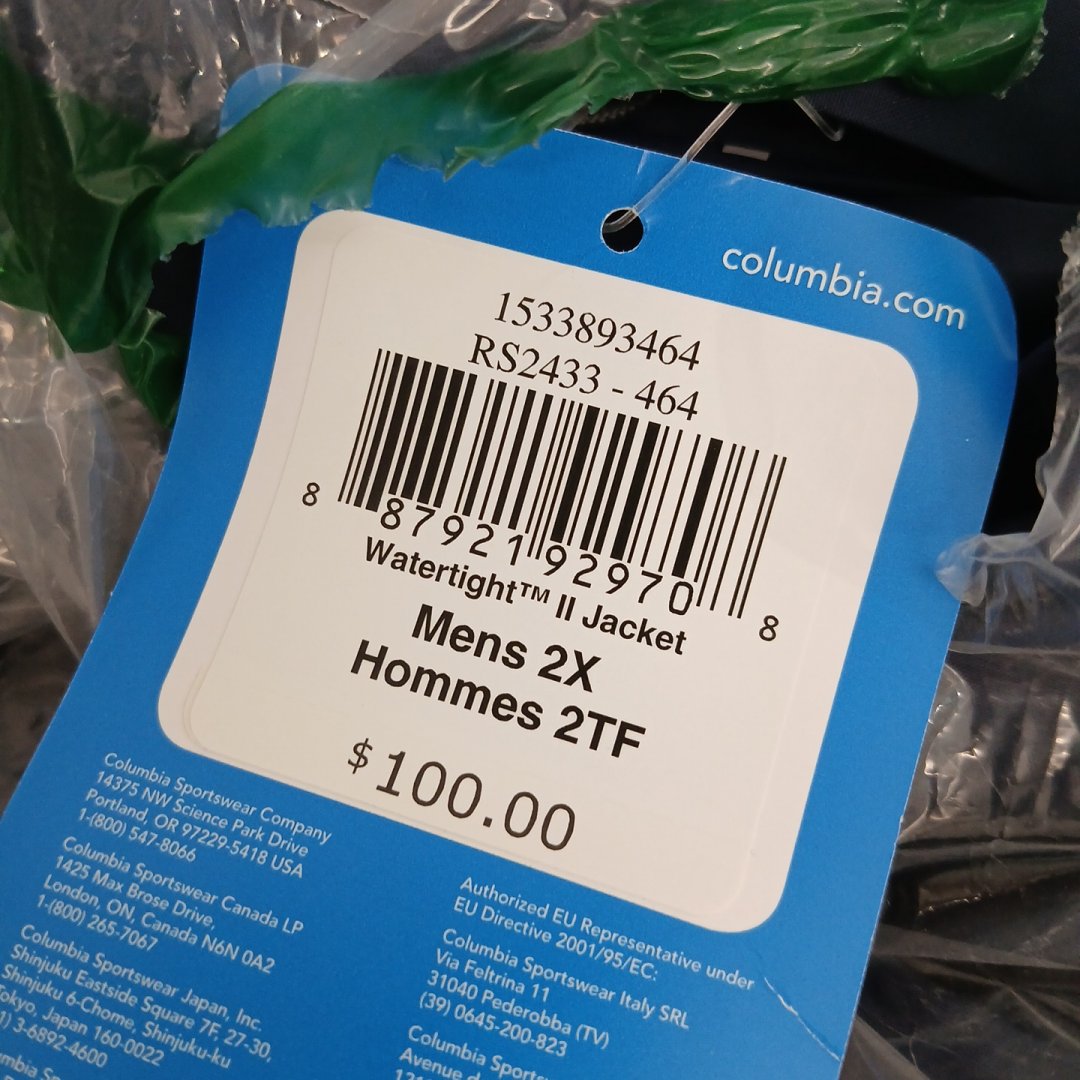 columbia.com
1533893464
RS2433 - 464
8 87921 92970 8
Watertight™ II Jacket
Mens 2X
Hommes 2TF
$100.00
Columbia Sportswear Company
14375 NW Science Park Drive
Portland, OR 97229-5418 USA
1-(800) 547-8066
Columbia Sportswear Canada LP
1425 Max Brose Drive,
London, ON, Canada N6N 0A2
1-(800) 265-7067
Columbia Sportswear Japan, Inc.
Shinjuku Eastside Square 7F, 27-30,
Shinjuku 6-Chome, Shinjuku-ku
Tokyo, Japan 160-0022
1) 3-6892-4600
Authorized EU Representative under
EU Directive 2001/95/EC:
Columbia Sportswear Italy SRL
Via Feltrina 11
31040 Pederobba (TV)
(39) 0645-200-823
Columbia
Avenue